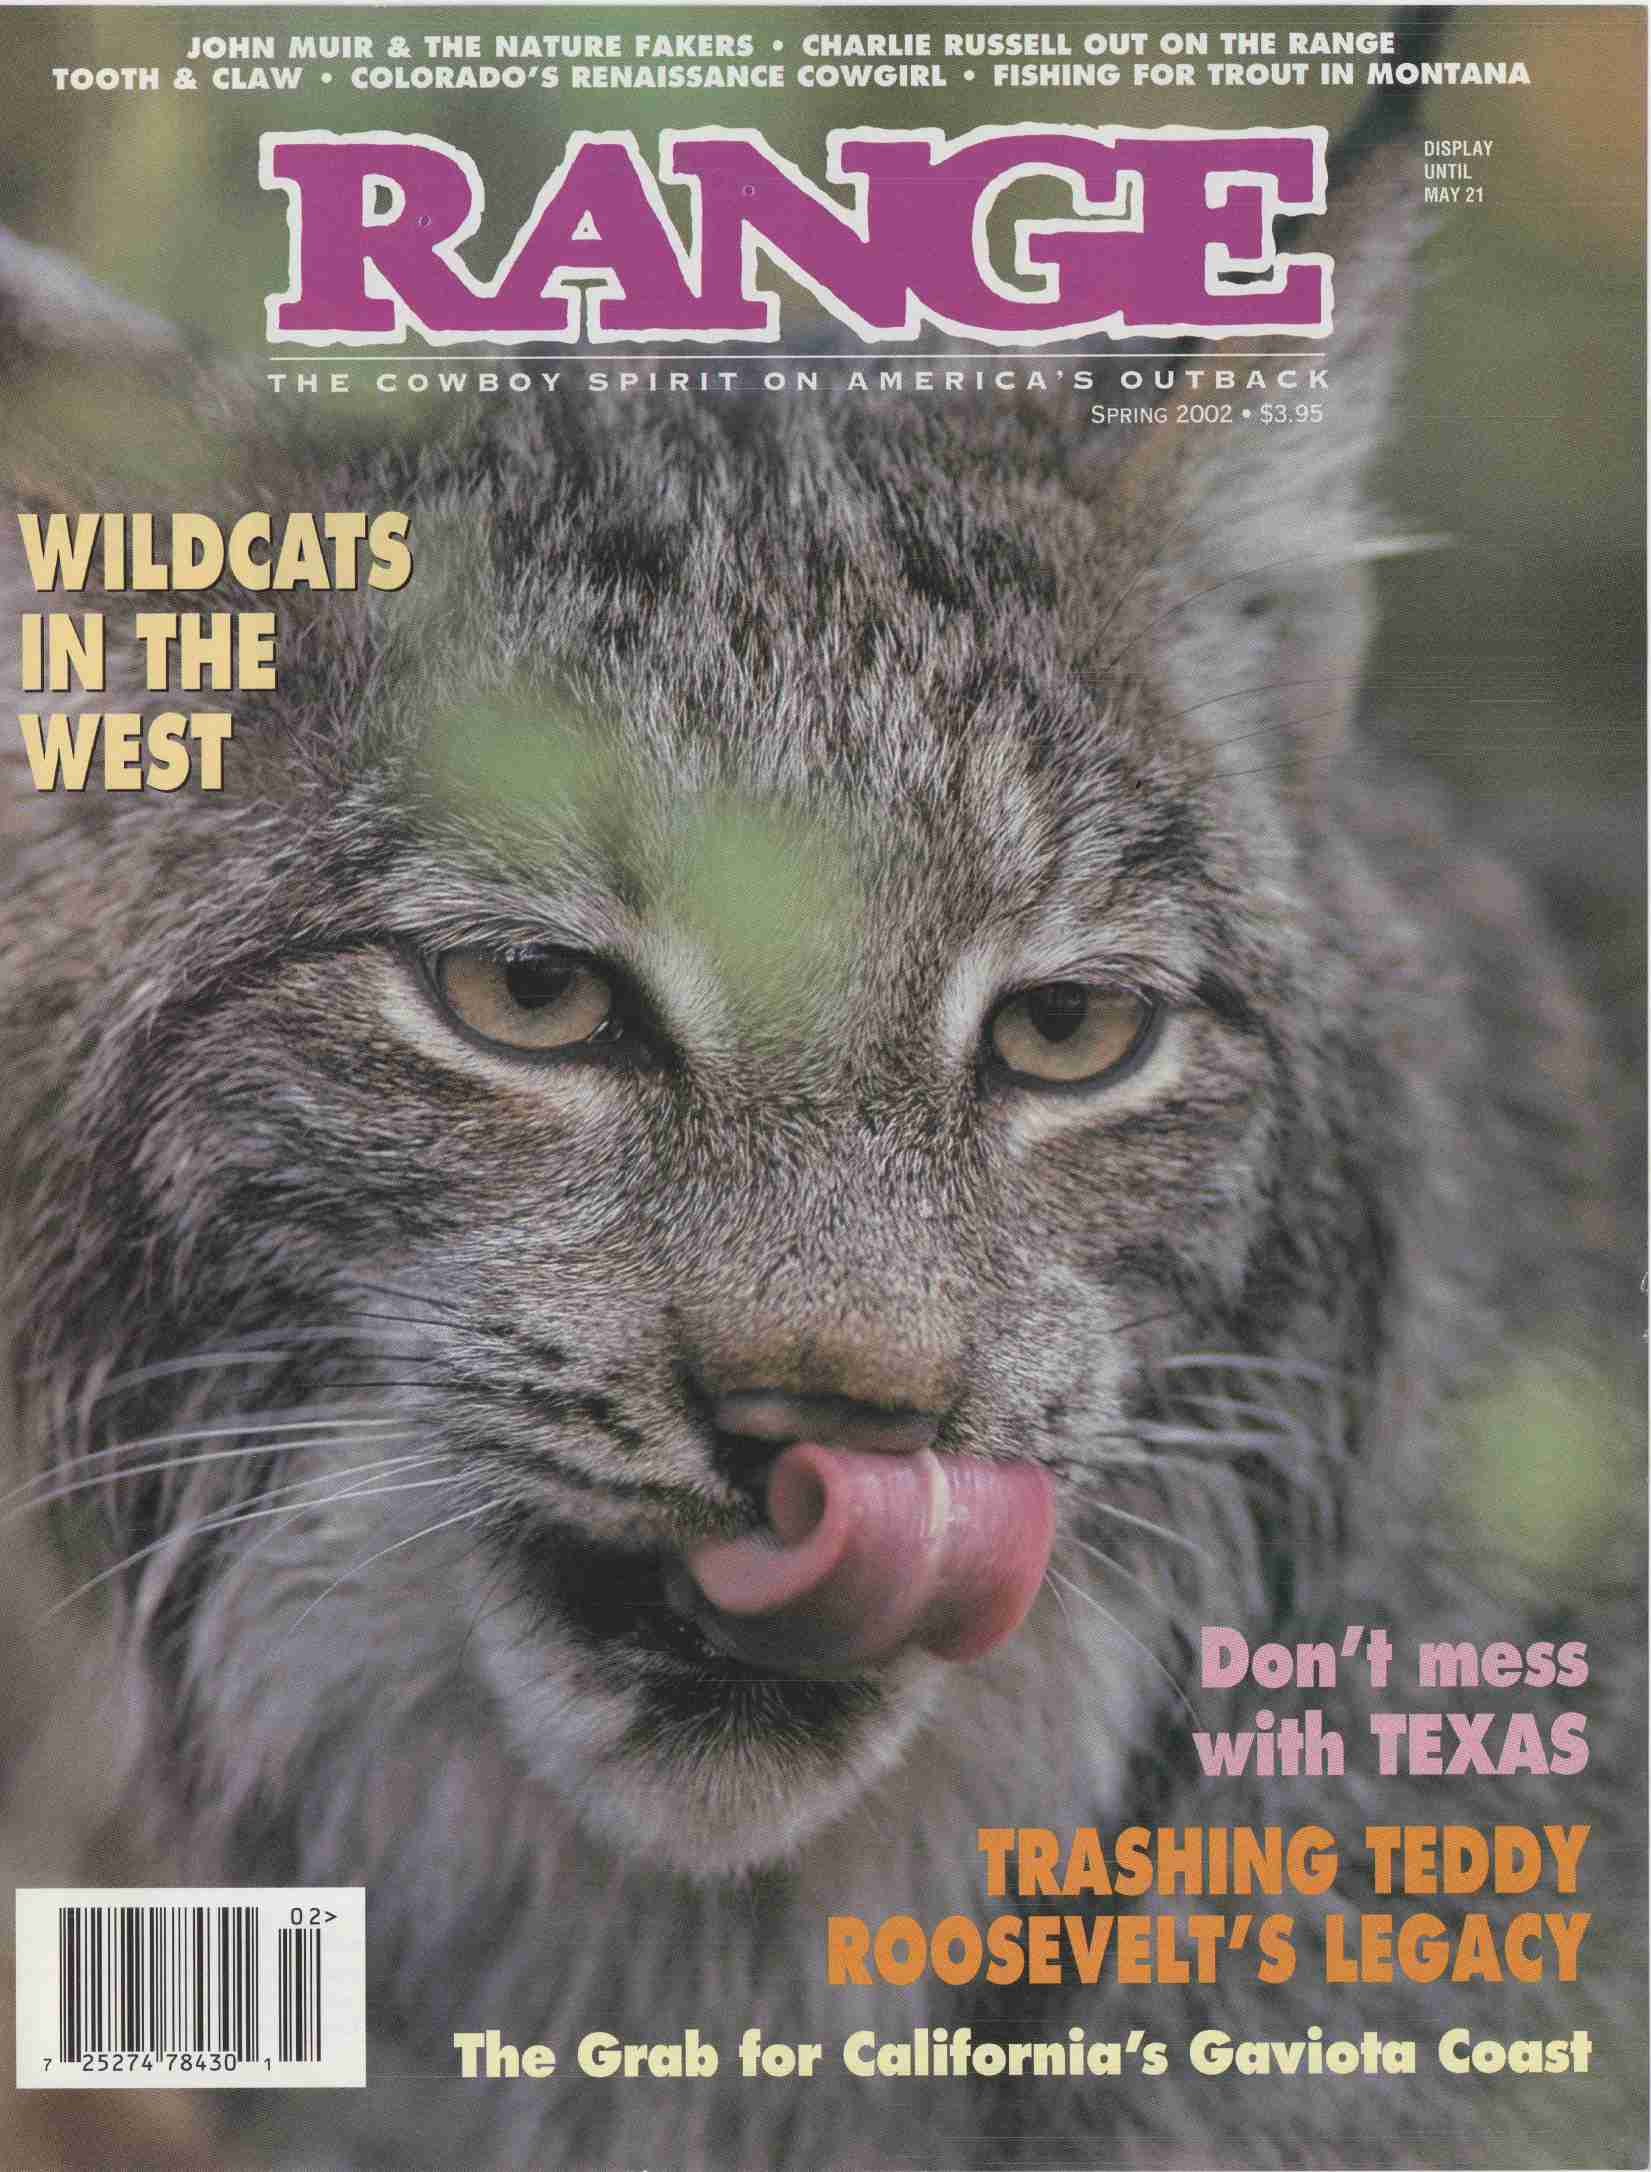 JOHN MUIR & THE NATURE FAKERS • CHARLIE RUSSELL OUT ON THE RANGE
TOOTH & CLAW • COLORADO'S RENAISSANCE COWGIRL • FISHING FOR TROUT IN MONTANA
RANGE
DISPLAY
UNTIL
MAY 21
THE COWBOY SPIRIT ON AMERICA'S OUTBACK
SPRING 2002 • $3.95
WILDCATS
IN THE
WEST
Don't mess
with TEXAS
TRASHING TEDDY
ROOSEVELT'S LEGACY
The Grab for California's Gaviota Coast
02>
7 25274 78430 1